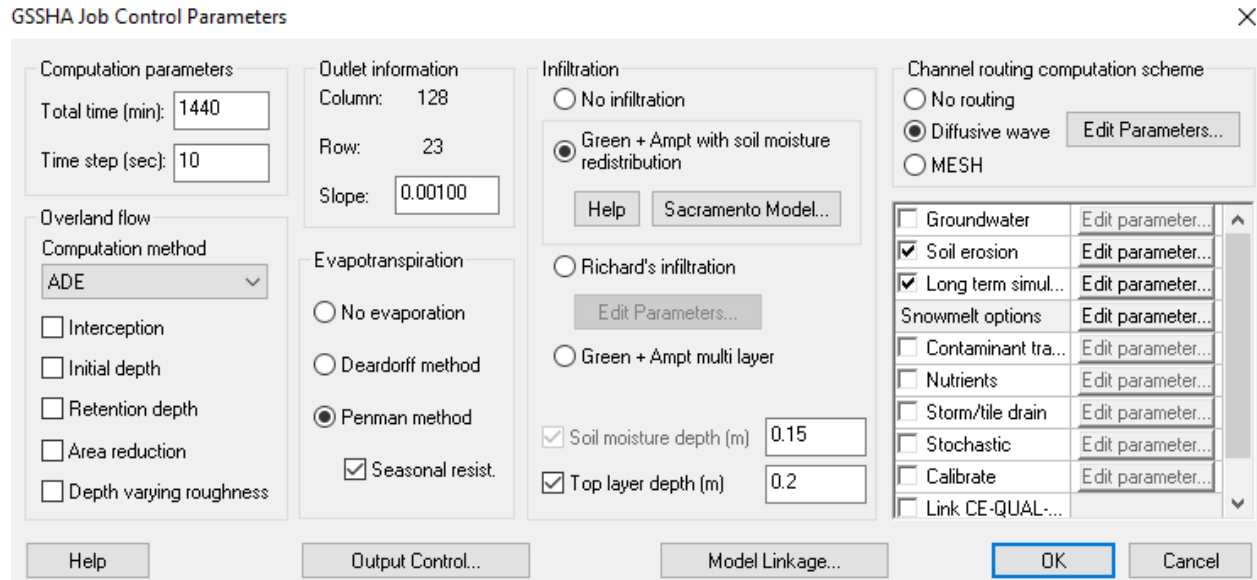 GSSHA Job Control Parameters
Computation parameters
Total time (min): 1440
Time step (sec): 10
Overland flow
Computation method
ADE
Interception
Initial depth
Retention depth
Area reduction
Depth varying roughness
Outlet information
Column: 128
Row: 23
Slope: 0.00100
Evapotranspiration
No evaporation
Deardorff method
Penman method
Seasonal resist.
Infiltration
No infiltration
Green + Ampt with soil moisture
redistribution
Help Sacramento Model...
Richard's infiltration
Edit Parameters...
Green + Ampt multi layer
Soil moisture depth (m) 0.15
Top layer depth (m) 0.2
Channel routing computation scheme
No routing
Diffusive wave Edit Parameters...
MESH
Groundwater Edit parameter...
Soil erosion Edit parameter...
Long term simul... Edit parameter...
Snowmelt options Edit parameter...
Contaminant tra... Edit parameter...
Nutrients Edit parameter...
Storm/tile drain Edit parameter...
Stochastic Edit parameter...
Calibrate Edit parameter...
Link CE-QUAL-...
Help Output Control... Model Linkage... OK Cancel